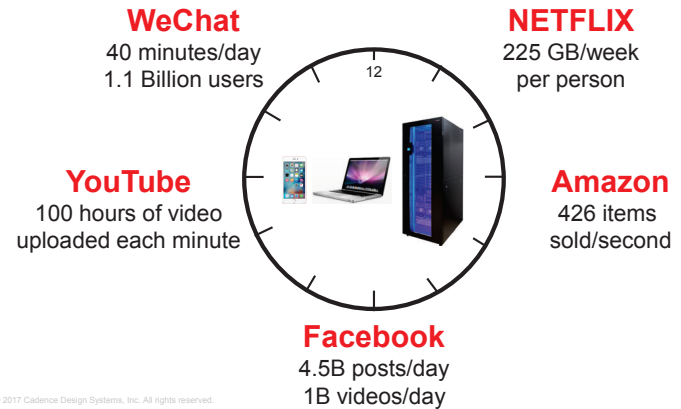 WeChat
40 minutes/day
1.1 Billion users
NETFLIX
225 GB/week
per person
12
YouTube
100 hours of video
uploaded each minute
Amazon
426 items
sold/second
Facebook
4.5B posts/day
1B videos/day
2017 Cadence Design Systems, Inc. All rights reserved.